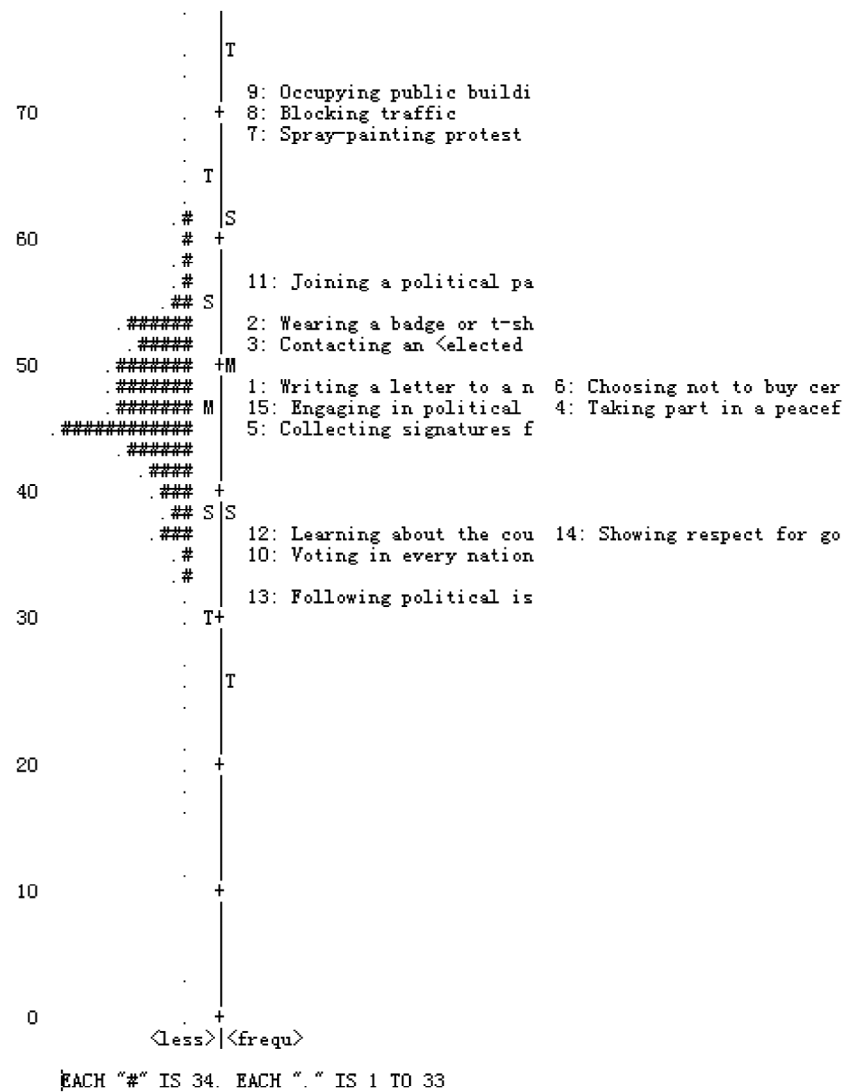 .
. |T
.
9: Occupying public buildi
70 . + 8: Blocking traffic
. 7: Spray-painting protest
.
. T
.
.# |S
60 # +
.#
.# 11: Joining a political pa
.## S
.###### 2: Wearing a badge or t-sh
.##### 3: Contacting an <elected
50 .####### +M
.####### 1: Writing a letter to a n 6: Choosing not to buy cer
.####### M 15: Engaging in political 4: Taking part in a peacef
.############ 5: Collecting signatures f
.######
.####
40 .### +
.## S|S
.### 12: Learning about the cou 14: Showing respect for go
.# 10: Voting in every nation
.#
. 13: Following political is
30 . T+
.
. |T
.
.
20 . +
.
.
.
10 +
.
0 . +
<less>|<frequ>
EACH "#" IS 34. EACH "." IS 1 TO 33